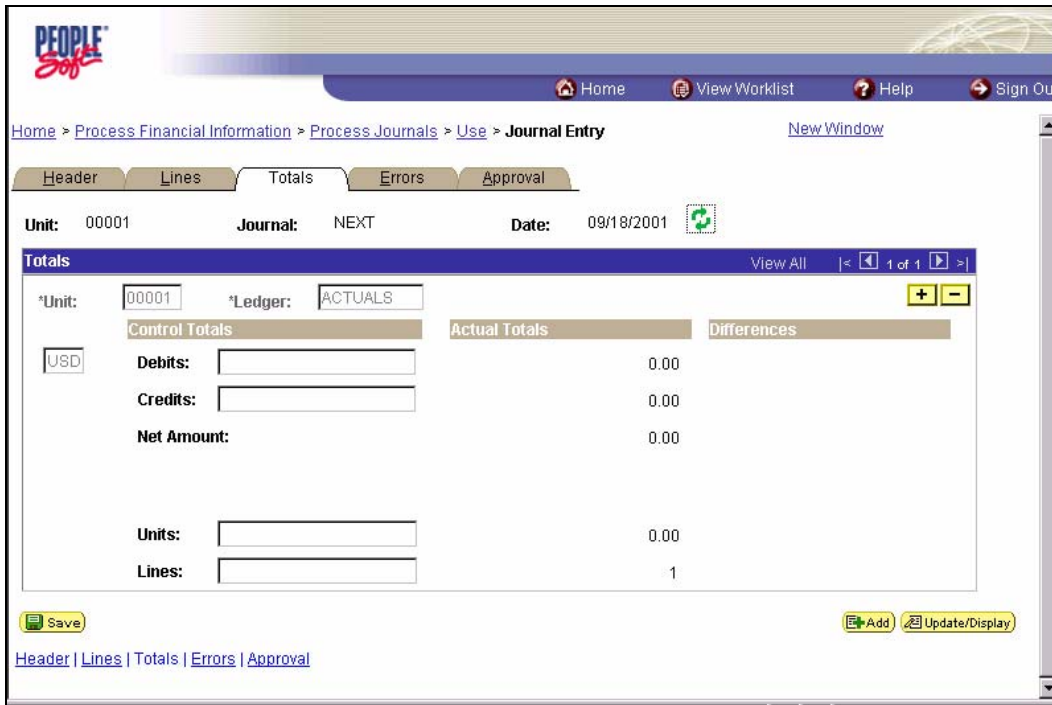 PEOPLE
Soft
Home View Worklist Help Sign Ou
Home > Process Financial Information > Process Journals > Use > Journal Entry New Window
Header Lines Totals Errors Approval
Unit: 00001 Journal: NEXT Date: 09/18/2001
Totals View All |< 1 of 1 >|
*Unit: 00001 *Ledger: ACTUALS + -
Control Totals Actual Totals Differences
USD Debits: 0.00
Credits: 0.00
Net Amount: 0.00
Units: 0.00
Lines: 1
Save Add Update/Display
Header | Lines | Totals | Errors | Approval